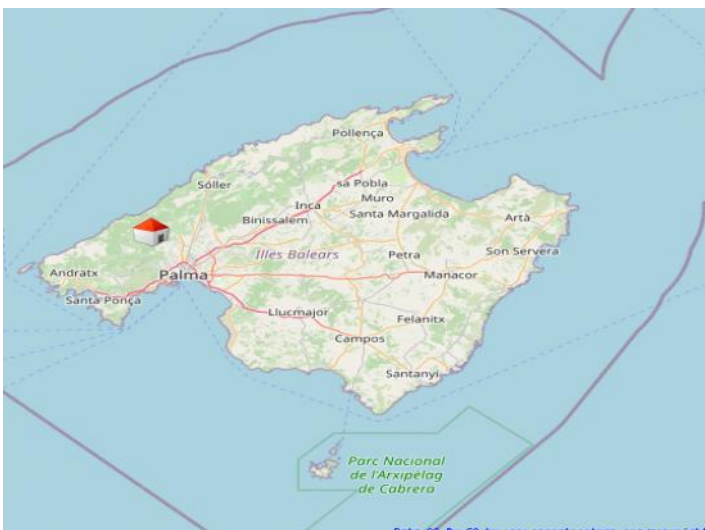 Pollença
sa Pobla
Sóller
Muro
Inca
Santa Margalida
Binissalem
Artà
Illes Balears
Petra
Son Servera
Andratx
Palma
Manacor
Santa Ponça
Llucmajor
Felanitx
Campos
Santanyí
Parc Nacional
de l'Arxipèlag
de Cabrera